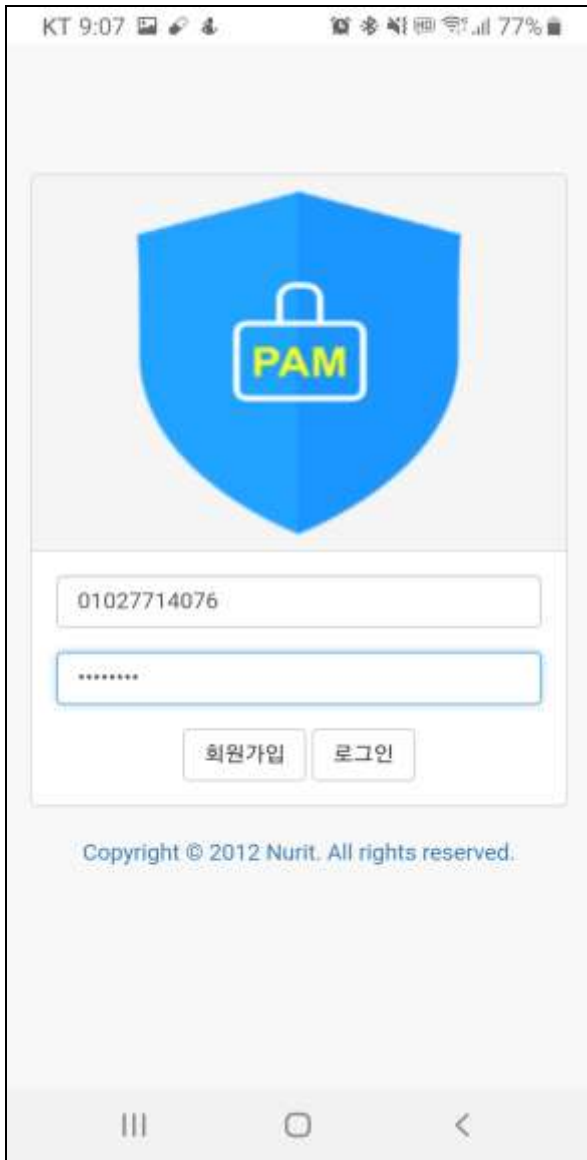 KT 9:07 77%
PAM
01027714076
••••••••
회원가입 로그인
Copyright © 2012 Nurit. All rights reserved.